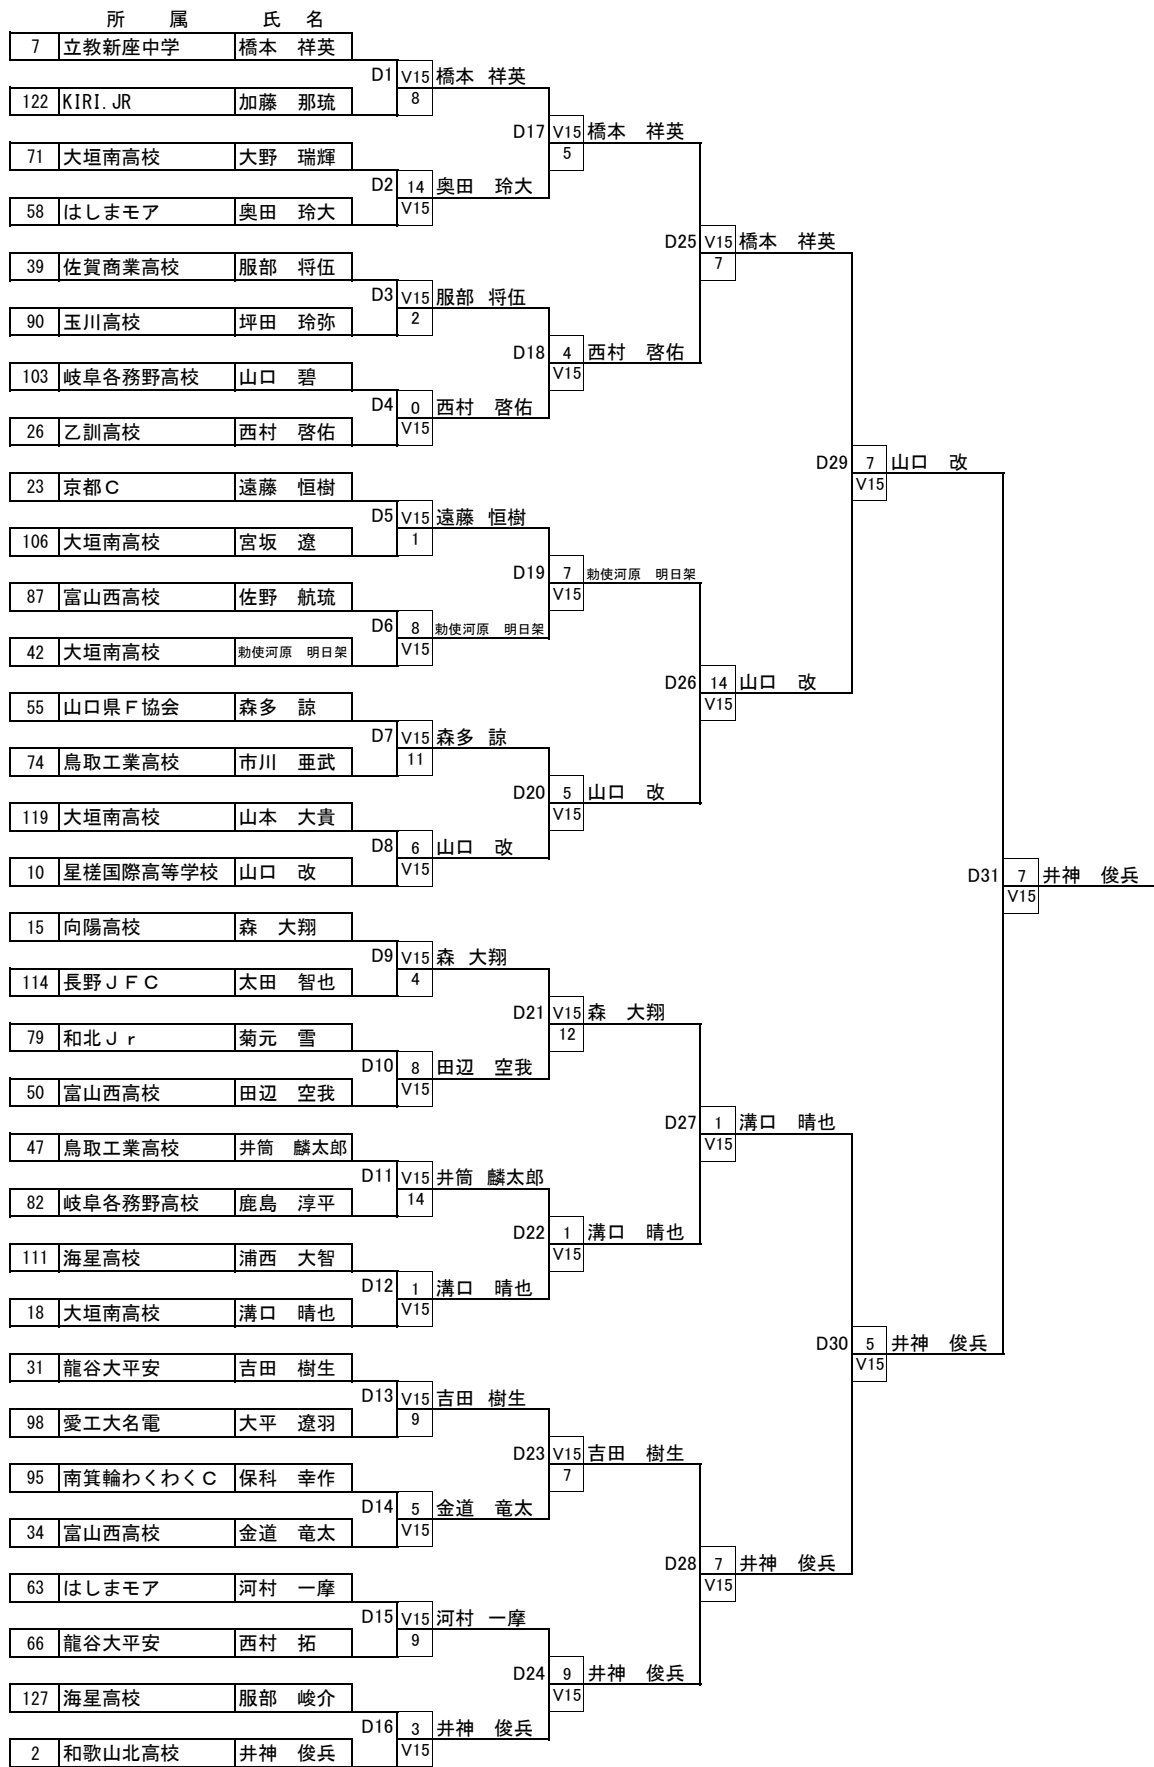 所 属 氏 名
7 立教新座中学 橋本 祥英
D1 V15 橋本 祥英
122 KIRI.JR 加藤 那琉 8
D17 V15 橋本 祥英
71 大垣南高校 大野 瑞輝 5
D2 14 奥田 玲大
58 はしまモア 奥田 玲大 V15
D25 V15 橋本 祥英
39 佐賀商業高校 服部 将伍 7
D3 V15 服部 将伍
90 玉川高校 坪田 玲弥 2
D18 4 西村 啓佑
103 岐阜各務野高校 山口 碧 V15
D4 0 西村 啓佑
26 乙訓高校 西村 啓佑 V15
D29 7 山口 改
23 京都C 遠藤 恒樹 V15
D5 V15 遠藤 恒樹
106 大垣南高校 宮坂 遼 1
D19 7 勅使河原 明日架
87 富山西高校 佐野 航琉 V15
D6 8 勅使河原 明日架
42 大垣南高校 勅使河原 明日架 V15
D26 14 山口 改
55 山口県F協会 森多 諒 V15
D7 V15 森多 諒
74 鳥取工業高校 市川 亜武 11
D20 5 山口 改
119 大垣南高校 山本 大貴 V15
D8 6 山口 改
10 星槎国際高等学校 山口 改 V15
D31 7 井神 俊兵
15 向陽高校 森 大翔 V15
D9 V15 森 大翔
114 長野JFC 太田 智也 4
D21 V15 森 大翔
79 和北Jr 菊元 雪 12
D10 8 田辺 空我
50 富山西高校 田辺 空我 V15
D27 1 溝口 晴也
47 鳥取工業高校 井筒 麟太郎 V15
D11 V15 井筒 麟太郎
82 岐阜各務野高校 鹿島 淳平 14
D22 1 溝口 晴也
111 海星高校 浦西 大智 V15
D12 1 溝口 晴也
18 大垣南高校 溝口 晴也 V15
D30 5 井神 俊兵
31 龍谷大平安 吉田 樹生 V15
D13 V15 吉田 樹生
98 愛工大名電 大平 遼羽 9
D23 V15 吉田 樹生
95 南箕輪わくわくC 保科 幸作 7
D14 5 金道 竜太
34 富山西高校 金道 竜太 V15
D28 7 井神 俊兵
63 はしまモア 河村 一摩 V15
D15 V15 河村 一摩
66 龍谷大平安 西村 拓 9
D24 9 井神 俊兵
127 海星高校 服部 峻介 V15
D16 3 井神 俊兵
2 和歌山北高校 井神 俊兵 V15